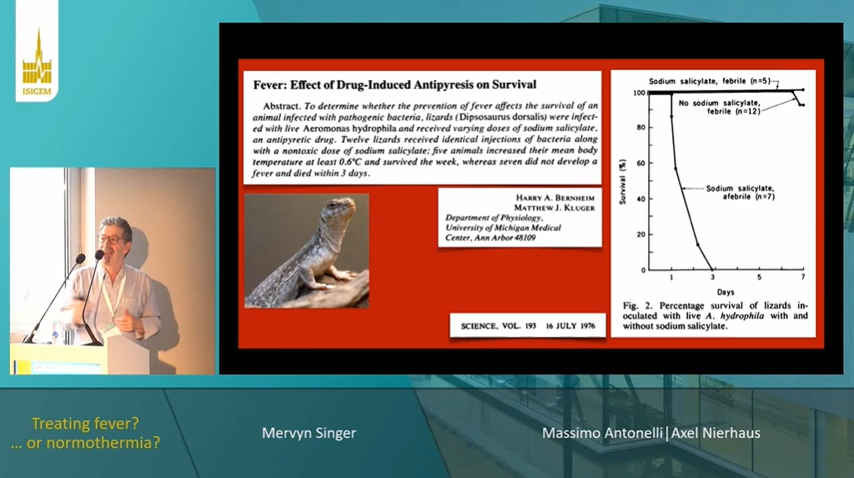 ISICEM
Fever: Effect of Drug-Induced Antipyresis on Survival
Abstract. To determine whether the prevention of fever affects the survival of an
animal infected with pathogenic bacteria, lizards (Dipsosaurus dorsalis) were infect-
ed with live Aeromonas hydrophila and received varying doses of sodium salicylate,
an antipyretic drug. Twelve lizards received identical injections of bacteria along
with a nontoxic dose of sodium salicylate; five animals increased their mean body
temperature at least 0.6°C and survived the week, whereas seven did not develop a
fever and died within 3 days.
HARRY A. BERNHEIM
MATTHEW J. KLUGER
Department of Physiology,
University of Michigan Medical
Center, Ann Arbor 48109
SCIENCE, VOL. 193 16 JULY 1976
Sodium salicylate, febrile (n=5)
No sodium salicylate,
febrile (n=12)
Sodium salicylate,
afebrile (n=7)
Survival (%)
100
80
60
40
20
0
1
3
5
7
Days
Fig. 2. Percentage survival of lizards in-
oculated with live A. hydrophila with and
without sodium salicylate.
Treating fever?
... or normothermia?
Mervyn Singer
Massimo Antonelli|Axel Nierhaus